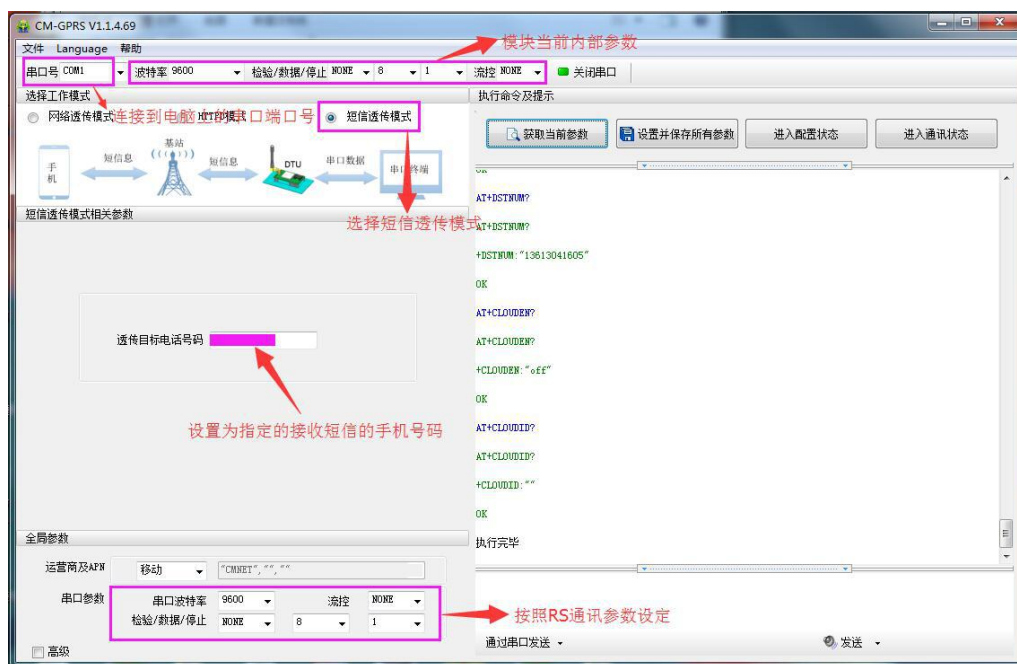 CM-GPRS V1.1.4.69
文件 Language 帮助
模块当前内部参数
串口号 COM1 波特率 9600 检验/数据/停止 NONE 8 1 流控 NONE 关闭串口
选择工作模式
执行命令及提示
网络透传模式 HTTPD模式 短信透传模式
连接到电脑上的串口端口号
获取当前参数 设置并保存所有参数 进入配置状态 进入通讯状态
手机 短信息 基站 短信息 DTU 串口数据 串口终端
OK
AT+DSTNUM?
短信透传模式相关参数
选择短信透传模式
AT+DSTNUM?
+DSTNUM:"13613041605"
OK
AT+CLOUDEN?
透传目标电话号码
AT+CLOUDEN?
+CLOUDEN:"off"
OK
设置为指定的接收短信的手机号码
AT+CLOUDID?
AT+CLOUDID?
+CLOUDID:""
OK
全局参数
执行完毕
运营商及APN 移动 "CMNET","",""
串口参数 串口波特率 9600 流控 NONE
检验/数据/停止 NONE 8 1
按照RS通讯参数设定
高级
通过串口发送 发送